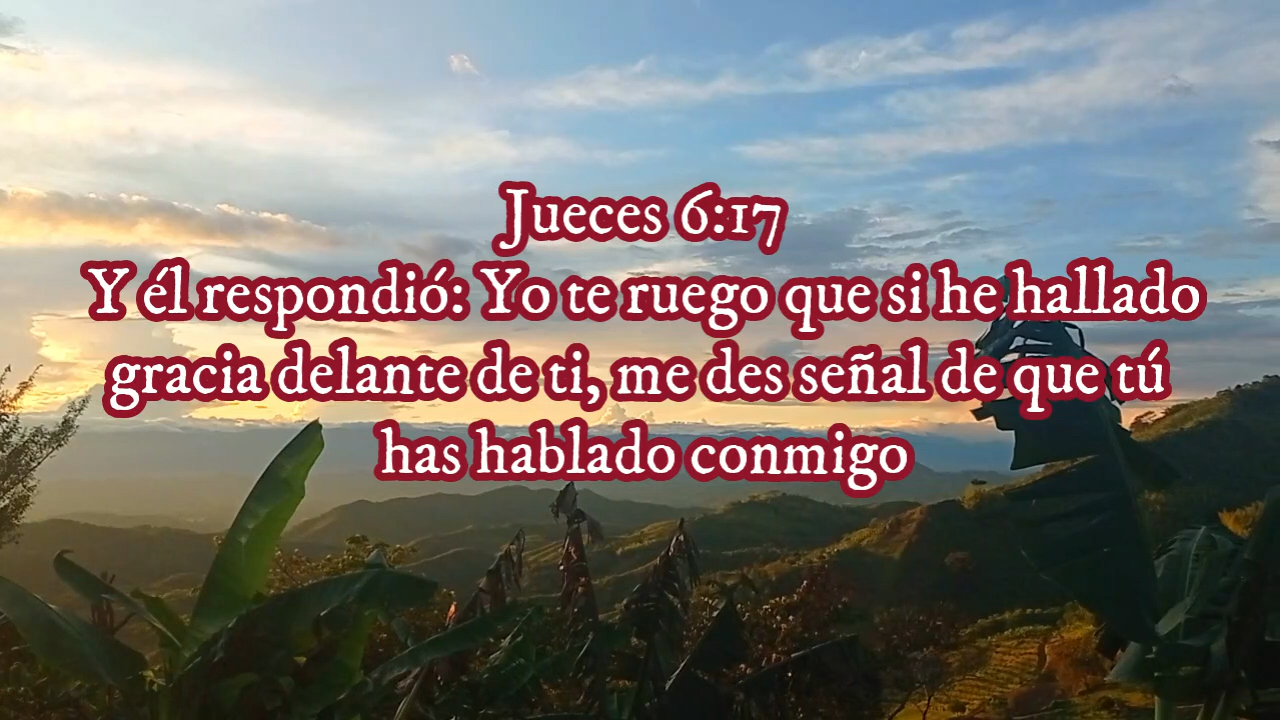 Jueces 6:17
Y él respondió: Yo te ruego que si he hallado
gracia delante de ti, me des señal de que tú
has hablado conmigo